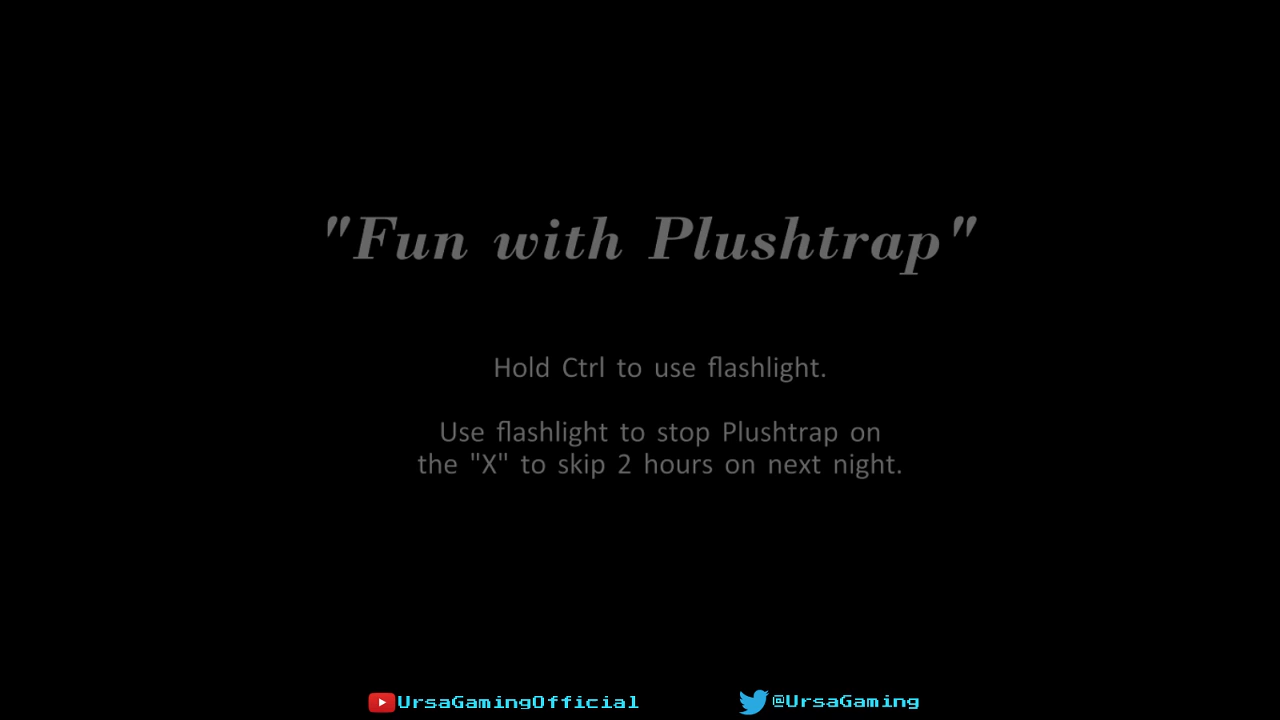 "Fun with Plushtrap"
Hold Ctrl to use flashlight.
Use flashlight to stop Plushtrap on
the "X" to skip 2 hours on next night.
UrsaGamingOfficial
@UrsaGaming